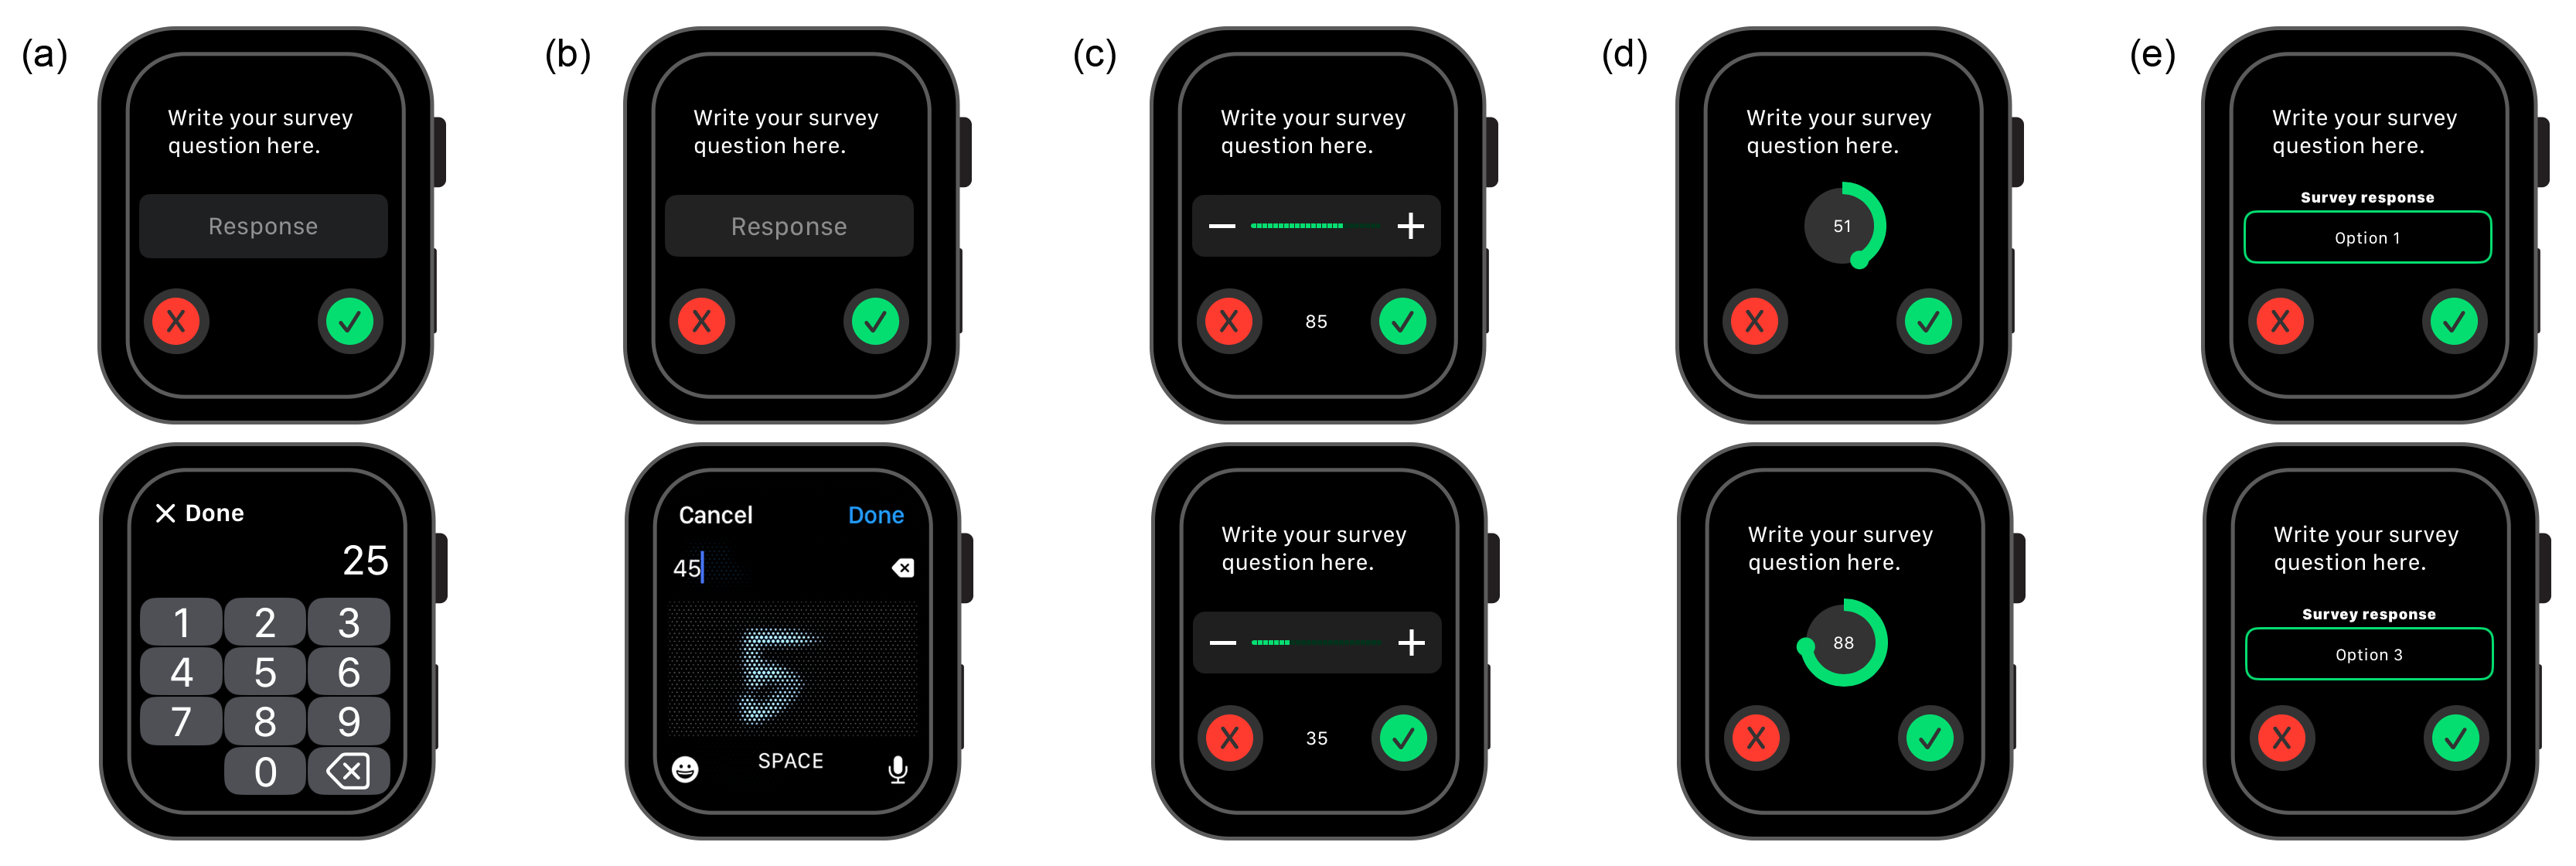 (a)
Write your survey
question here.
Response
(b)
Write your survey
question here.
Response
(c)
Write your survey
question here.
85
(d)
Write your survey
question here.
51
(e)
Write your survey
question here.
Survey response
Option 1
Done
25
1 2 3
4 5 6
7 8 9
0
Cancel Done
45
5
SPACE
Write your survey
question here.
35
Write your survey
question here.
88
Write your survey
question here.
Survey response
Option 3